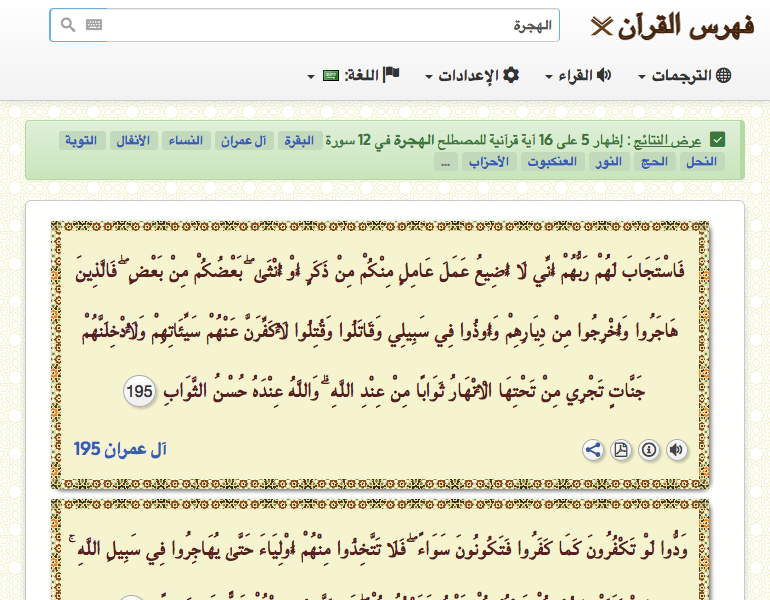 فهرس القرآن
الهجرة
الترجمات
القراء
الإعدادات
اللغة:
عرض النتائج : إظهار 5 على 16 آية قرآنية للمصطلح الهجرة في 12 سورة البقرة آل عمران النساء الأنفال التوبة
النحل الحج النور العنكبوت الأحزاب ...
فَاسْتَجَابَ لَهُمْ رَبُّهُمْ أَنِّي لَا أُضِيعُ عَمَلَ عَامِلٍ مِنْكُمْ مِنْ ذَكَرٍ أَوْ أُنْثَىٰ ۖ بَعْضُكُمْ مِنْ بَعْضٍ ۖ فَالَّذِينَ
هَاجَرُوا وَأُخْرِجُوا مِنْ دِيَارِهِمْ وَأُوذُوا فِي سَبِيلِي وَقَاتَلُوا وَقُتِلُوا لَأُكَفِّرَنَّ عَنْهُمْ سَيِّئَاتِهِمْ وَلَأُدْخِلَنَّهُمْ
جَنَّاتٍ تَجْرِي مِنْ تَحْتِهَا الْأَنْهَارُ ثَوَابًا مِنْ عِنْدِ اللَّهِ ۗ وَاللَّهُ عِنْدَهُ حُسْنُ الثَّوَابِ 195
آل عمران 195
وَدُّوا لَوْ تَكْفُرُونَ كَمَا كَفَرُوا فَتَكُونُونَ سَوَاءً ۖ فَلَا تَتَّخِذُوا مِنْهُمْ أَوْلِيَاءَ حَتَّىٰ يُهَاجِرُوا فِي سَبِيلِ اللَّهِ ۚ